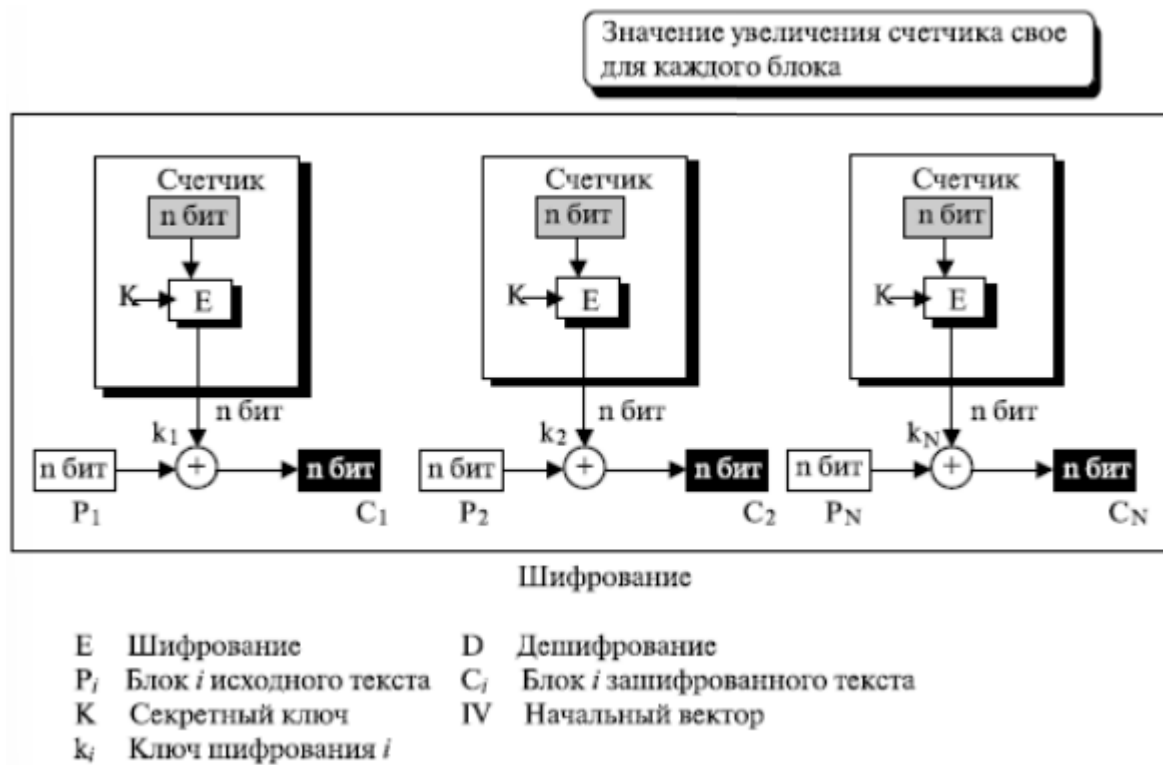 Значение увеличения счетчика свое
для каждого блока
Счетчик
n бит
K
E
n бит
k1
n бит
+
n бит
P1
C1
Счетчик
n бит
K
E
n бит
k2
n бит
+
n бит
P2
C2
Счетчик
n бит
K
E
n бит
kN
n бит
+
n бит
PN
CN
Шифрование
E Шифрование
D Дешифрование
Pi Блок i исходного текста
Ci Блок i зашифрованного текста
K Секретный ключ
IV Начальный вектор
ki Ключ шифрования i